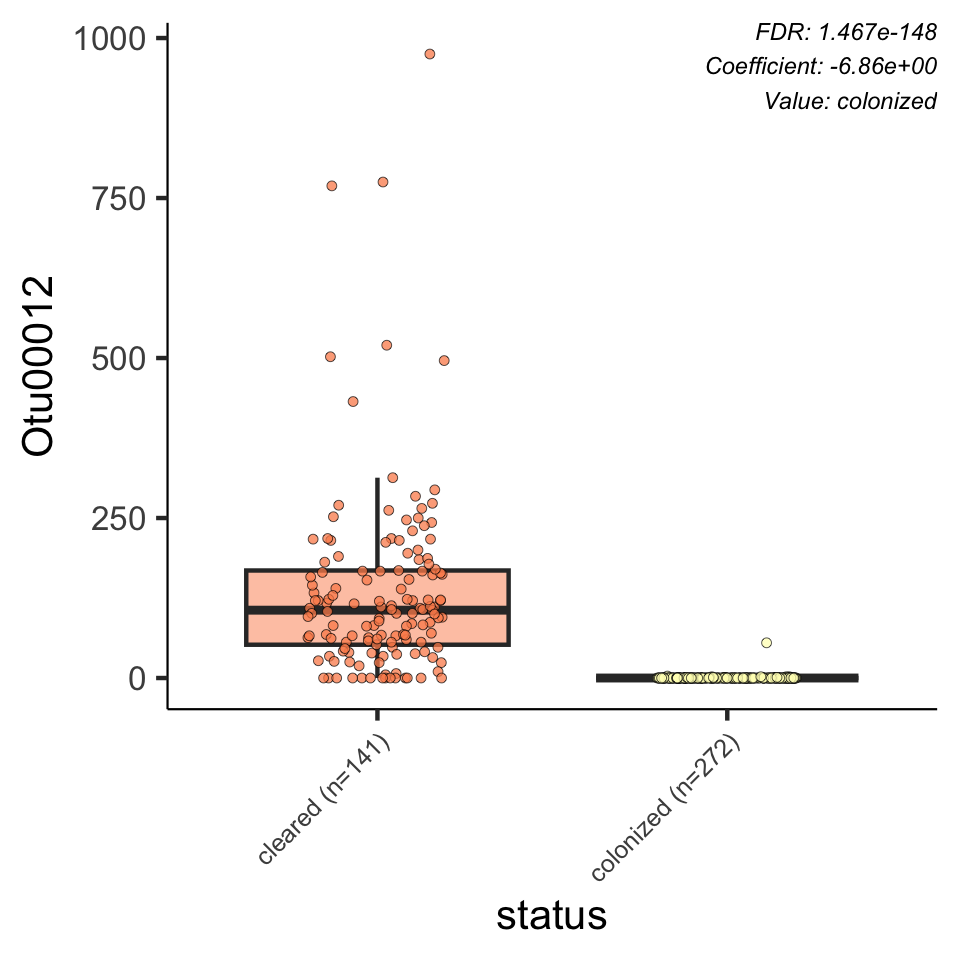 FDR: 1.467e-148
Coefficient: -6.86e+00
Value: colonized
1000
750
500
250
0
Otu00012
cleared (n=141)
colonized (n=272)
status